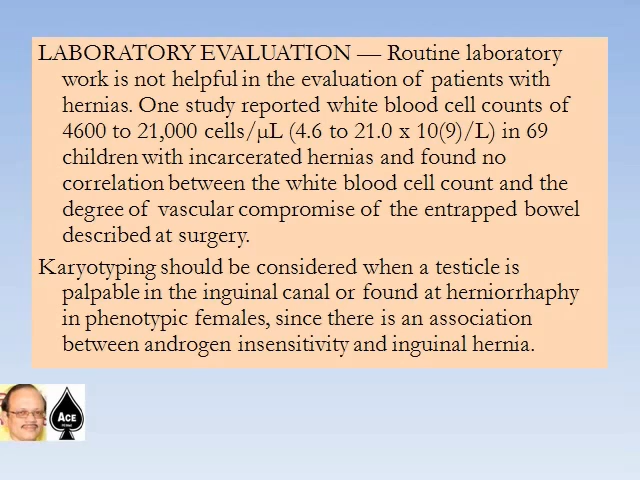 LABORATORY EVALUATION — Routine laboratory
work is not helpful in the evaluation of patients with
hernias. One study reported white blood cell counts of
4600 to 21,000 cells/µL (4.6 to 21.0 x 10(9)/L) in 69
children with incarcerated hernias and found no
correlation between the white blood cell count and the
degree of vascular compromise of the entrapped bowel
described at surgery.
Karyotyping should be considered when a testicle is
palpable in the inguinal canal or found at herniorrhaphy
in phenotypic females, since there is an association
between androgen insensitivity and inguinal hernia.
ACE